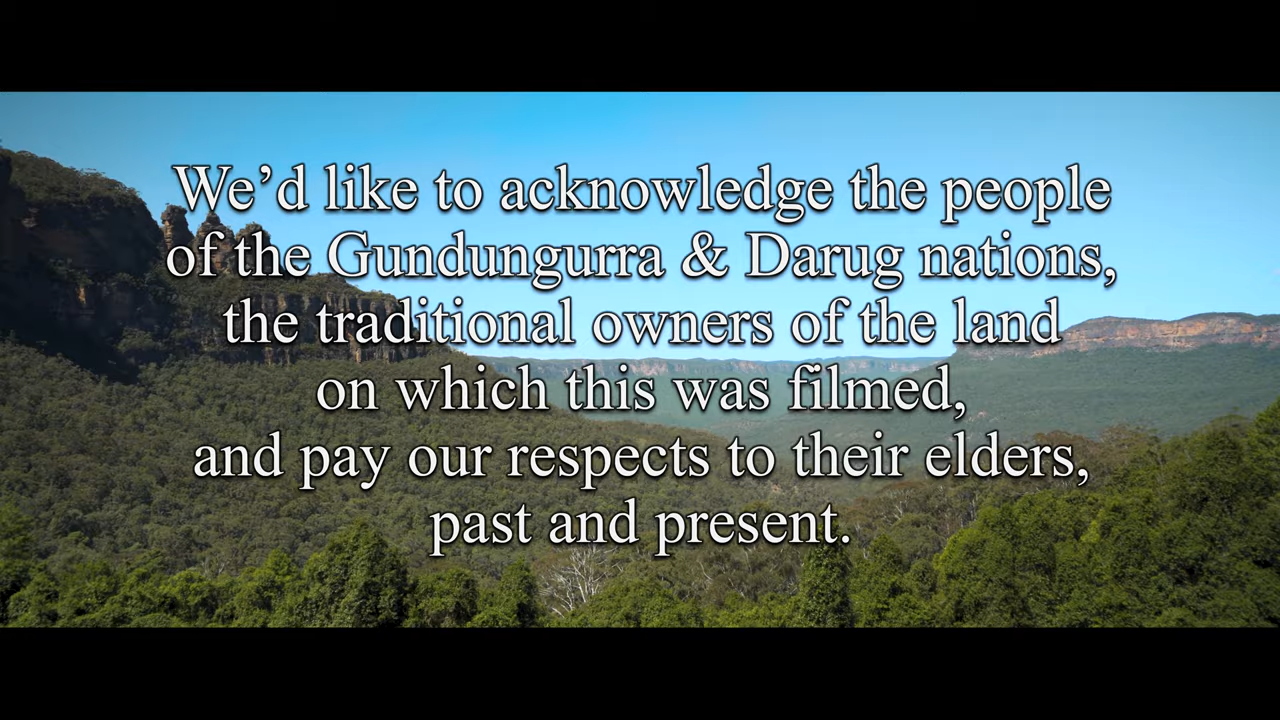 We’d like to acknowledge the people
of the Gundungurra & Darug nations,
the traditional owners of the land
on which this was filmed,
and pay our respects to their elders,
past and present.